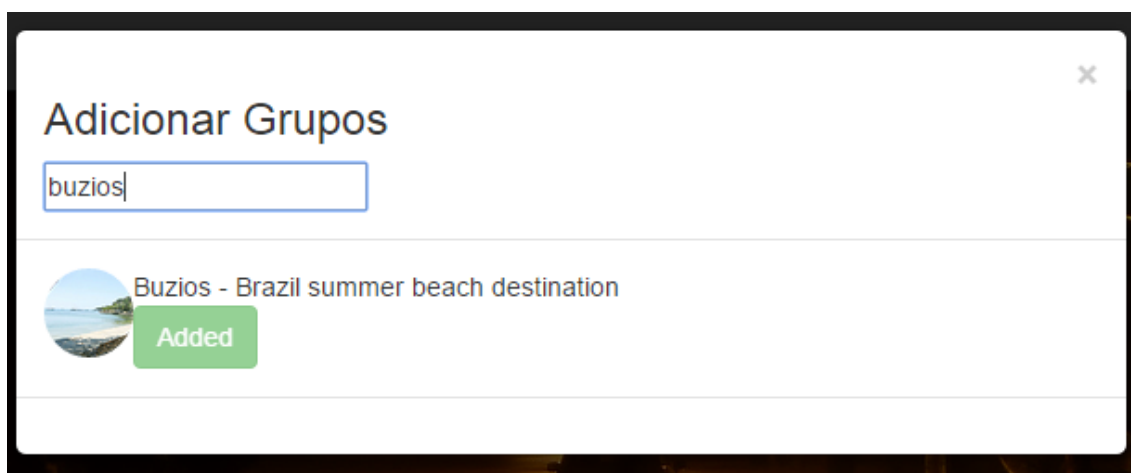 ×
Adicionar Grupos
buzios
Buzios - Brazil summer beach destination
Added